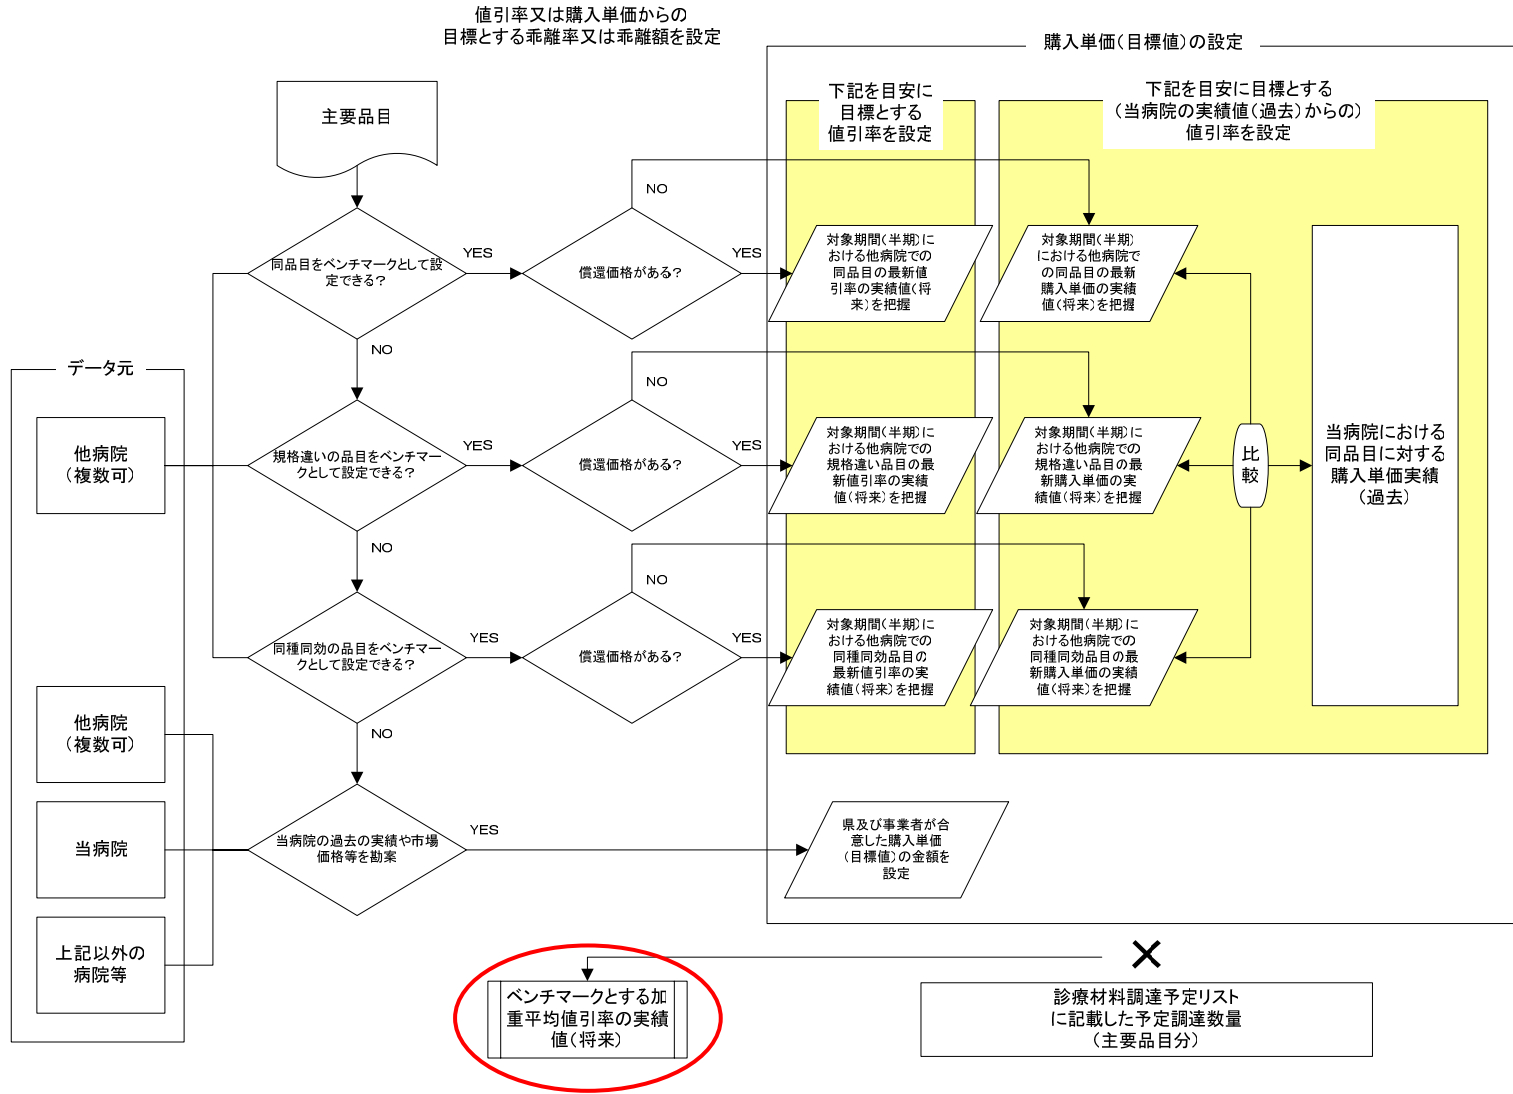 値引率又は購入単価からの
目標とする乖離率又は乖離額を設定
購入単価(目標値)の設定
下記を目安に
目標とする
値引率を設定
下記を目安に目標とする
(当病院の実績値(過去)からの)
値引率を設定
主要品目
NO
同品目をベンチマークとして設
定できる?
YES
償還価格がある?
YES
対象期間(半期)に
おける他病院での
同品目の最新値
引率の実績値(将
来)を把握
対象期間(半期)
における他病院で
の同品目の最新
購入単価の実績
値(将来)を把握
NO
データ元
NO
他病院
(複数可)
規格違いの品目をベンチマー
クとして設定できる?
YES
償還価格がある?
YES
対象期間(半期)に
おける他病院での
規格違い品目の最
新値引率の実績
値(将来)を把握
対象期間(半期)に
おける他病院での
規格違い品目の最
新購入単価の実
績値(将来)を把握
比
較
当病院における
同品目に対する
購入単価実績
(過去)
NO
NO
同種同効の品目をベンチマー
クとして設定できる?
YES
償還価格がある?
YES
対象期間(半期)に
おける他病院での
同種同効品目の
最新値引率の実
績値(将来)を把握
対象期間(半期)に
おける他病院での
同種同効品目の最
新購入単価の実績
値(将来)を把握
他病院
(複数可)
NO
当病院
当病院の過去の実績や市場
価格等を勘案
YES
県及び事業者が合
意した購入単価
(目標値)の金額を
設定
上記以外の
病院等
×
ベンチマークとする加
重平均値引率の実績
値(将来)
診療材料調達予定リスト
に記載した予定調達数量
(主要品目分)